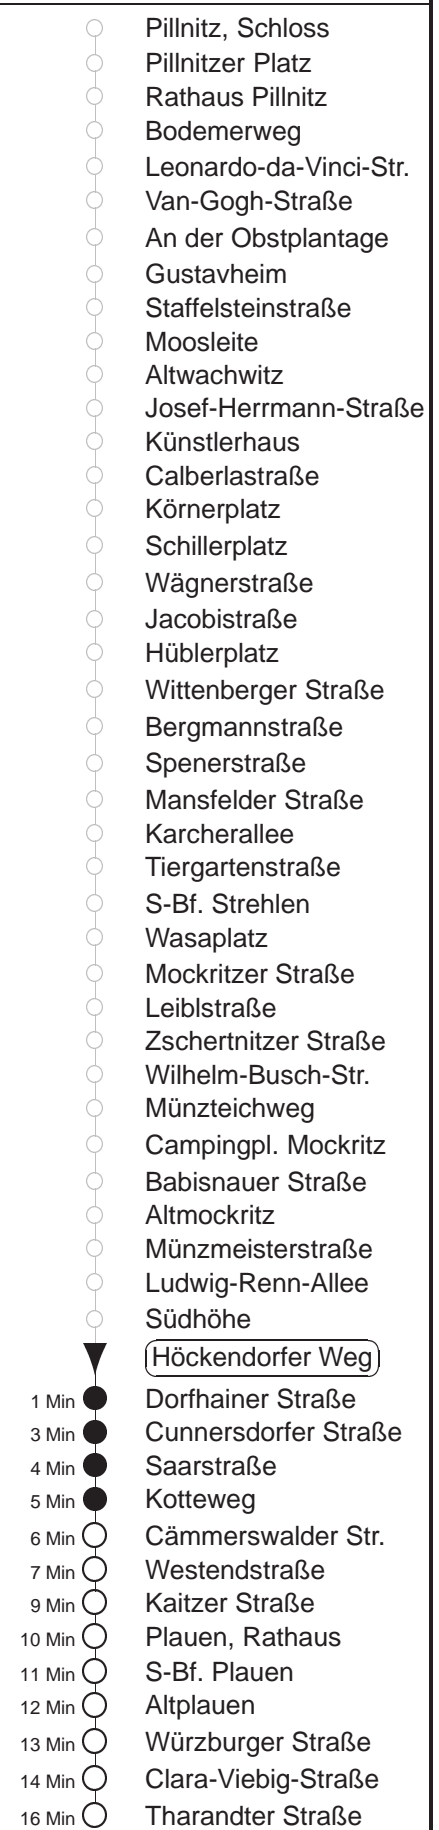 Pillnitz, Schloss
Pillnitzer Platz
Rathaus Pillnitz
Bodemerweg
Leonardo-da-Vinci-Str.
Van-Gogh-Straße
An der Obstplantage
Gustavheim
Staffelsteinstraße
Moosleite
Altwachwitz
Josef-Herrmann-Straße
Künstlerhaus
Calberlastraße
Körnerplatz
Schillerplatz
Wägnerstraße
Jacobistraße
Hüblerplatz
Wittenberger Straße
Bergmannstraße
Spenerstraße
Mansfelder Straße
Karcherallee
Tiergartenstraße
S-Bf. Strehlen
Wasaplatz
Mockritzer Straße
Leiblstraße
Zschertnitzer Straße
Wilhelm-Busch-Str.
Münzteichweg
Campingpl. Mockritz
Babisnauer Straße
Altmockritz
Münzmeisterstraße
Ludwig-Renn-Allee
Südhöhe
Höckendorfer Weg
1 Min Dorfhainer Straße
3 Min Cunnersdorfer Straße
4 Min Saarstraße
5 Min Kotteweg
6 Min Cämmerswalder Str.
7 Min Westendstraße
9 Min Kaitzer Straße
10 Min Plauen, Rathaus
11 Min S-Bf. Plauen
12 Min Altplauen
13 Min Würzburger Straße
14 Min Clara-Viebig-Straße
16 Min Tharandter Straße